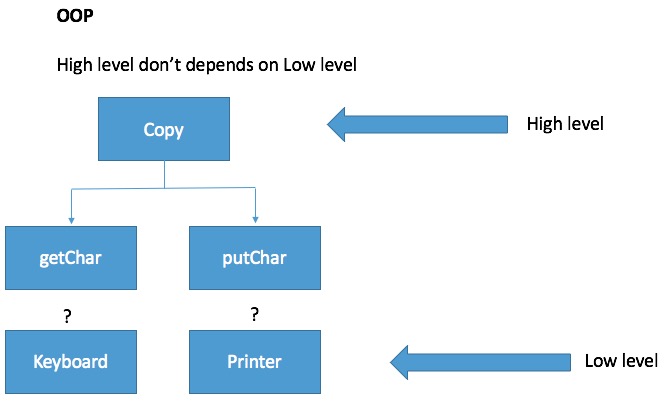 OOP
High level don't depends on Low level
Copy
High level
getChar
putChar
?
?
Keyboard
Printer
Low level